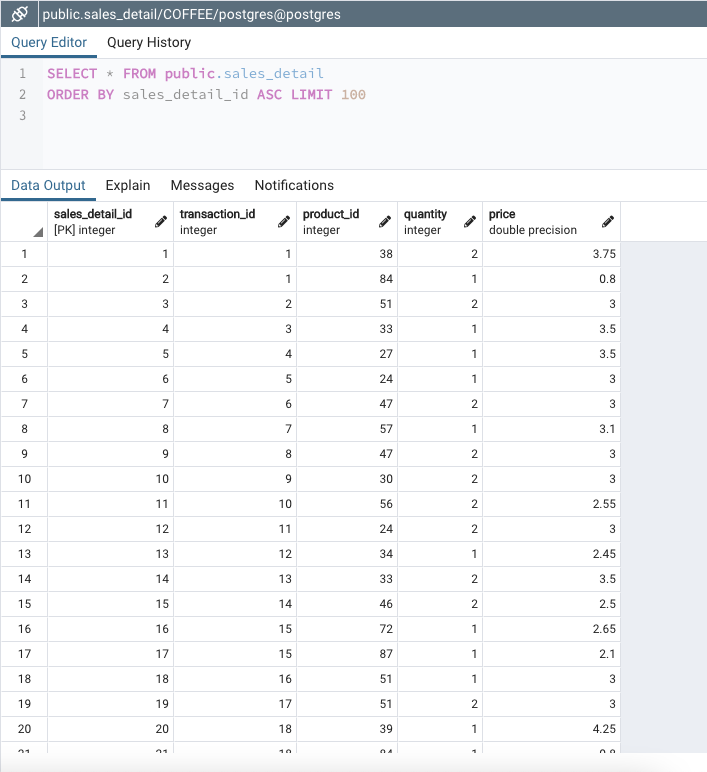 public.sales_detail/COFFEE/postgres@postgres
Query Editor Query History
1 SELECT * FROM public.sales_detail
2 ORDER BY sales_detail_id ASC LIMIT 100
3
Data Output Explain Messages Notifications
sales_detail_id transaction_id product_id quantity price
[PK] integer integer integer integer double precision
1 1 1 38 2 3.75
2 2 1 84 1 0.8
3 3 2 51 2 3
4 4 3 33 1 3.5
5 5 4 27 1 3.5
6 6 5 24 1 3
7 7 6 47 2 3
8 8 7 57 1 3.1
9 9 8 47 2 3
10 10 9 30 2 3
11 11 10 56 2 2.55
12 12 11 24 2 3
13 13 12 34 1 2.45
14 14 13 33 2 3.5
15 15 14 46 2 2.5
16 16 15 72 1 2.65
17 17 15 87 1 2.1
18 18 16 51 1 3
19 19 17 51 2 3
20 20 18 39 1 4.25
21 21 18 84 1 0.8